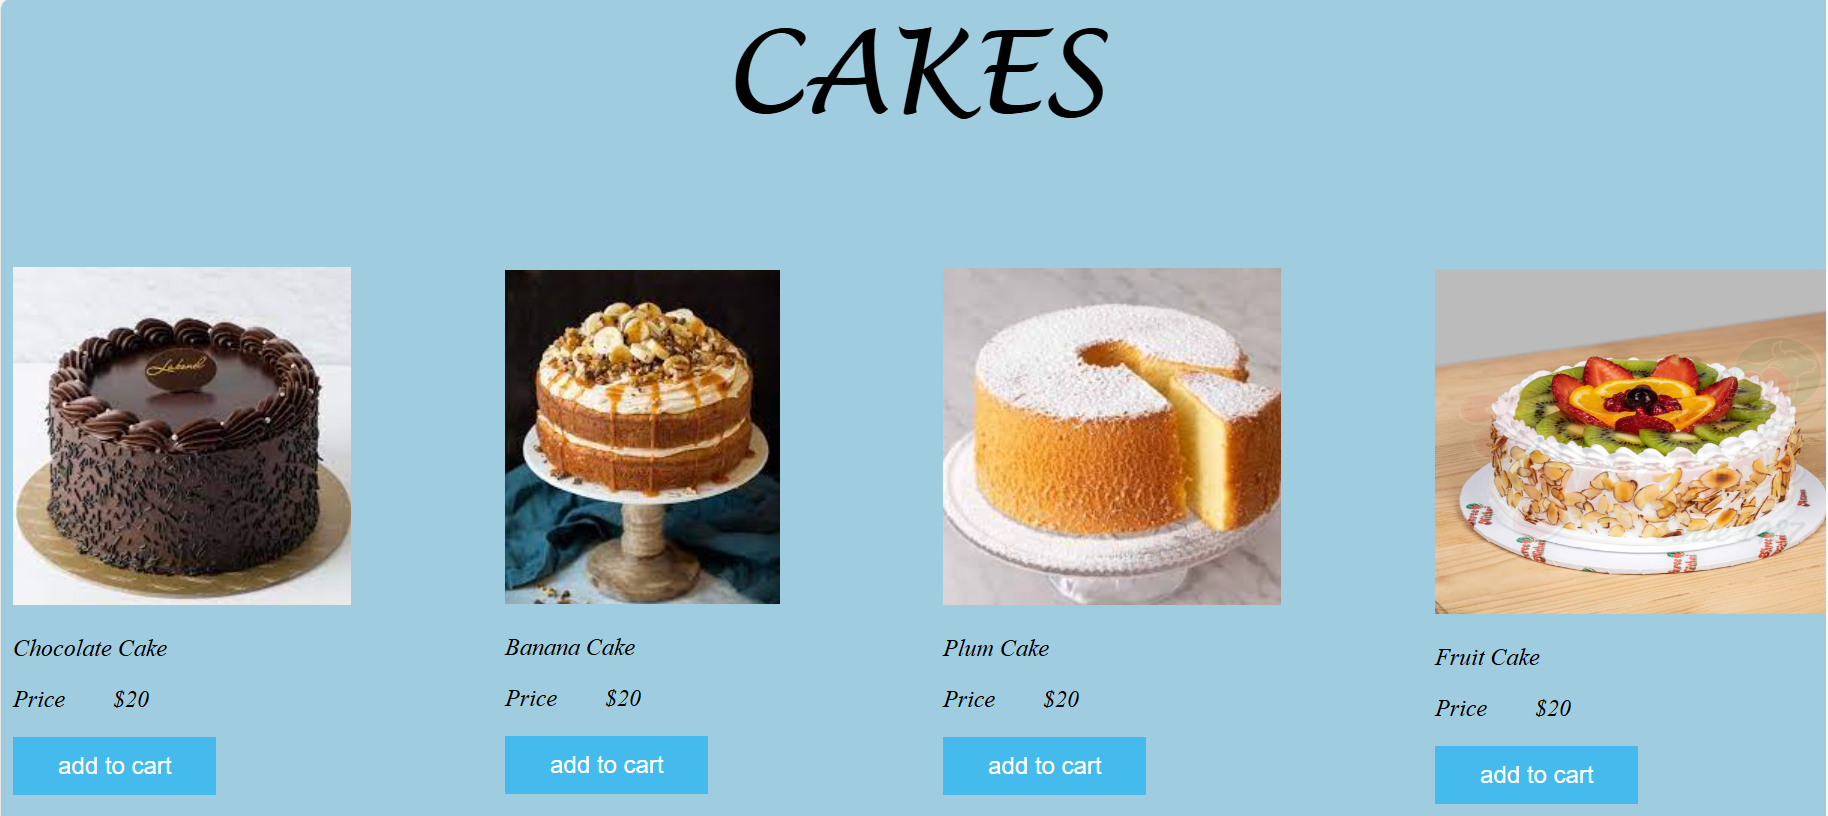 CAKES
Chocolate Cake
Price $20
add to cart
Banana Cake
Price $20
add to cart
Plum Cake
Price $20
add to cart
Fruit Cake
Price $20
add to cart